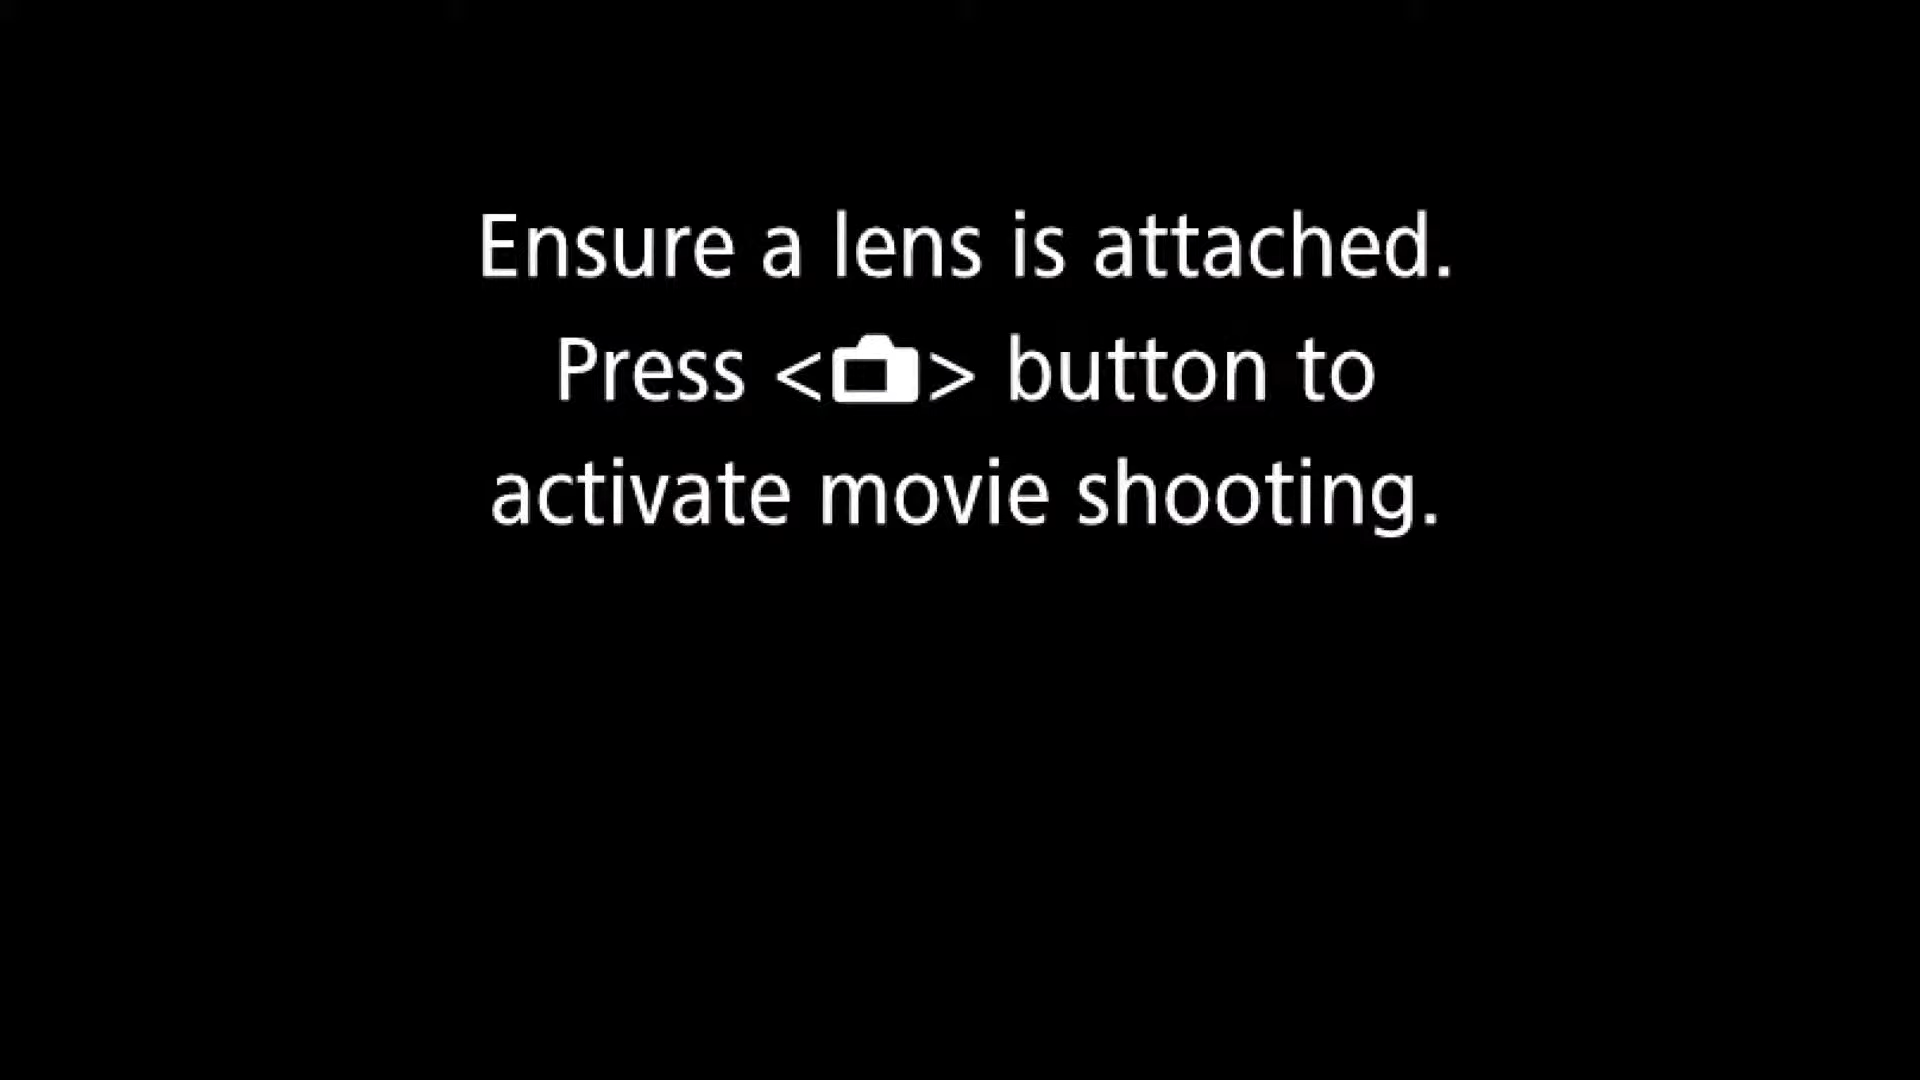 Ensure a lens is attached.
Press <📷> button to
activate movie shooting.